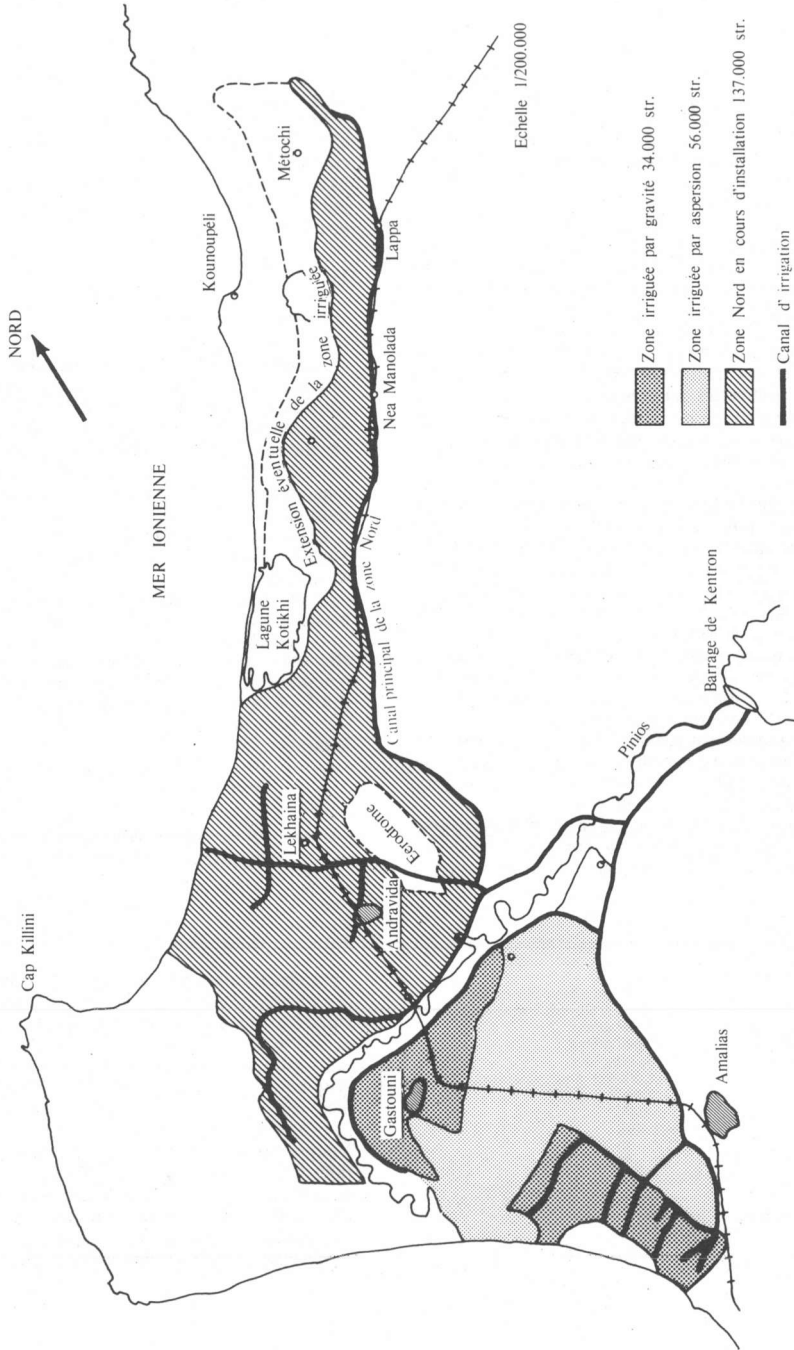 NORD
MER IONIENNE
Cap Killini
Kounoupéli
Métochi
Extension éventuelle de la zone irriguée
Lagune
Kotikhi
Lappa
Nea Manolada
Canal principal de la zone Nord
Lekhaina
Eerodrome
Andravida
Gastouni
Pinios
Barrage de Kentron
Amalias
Echelle 1/200.000
Zone irriguée par gravité 34.000 str.
Zone irriguée par aspersion 56.000 str.
Zone Nord en cours d'installation 137.000 str.
Canal d'irrigation